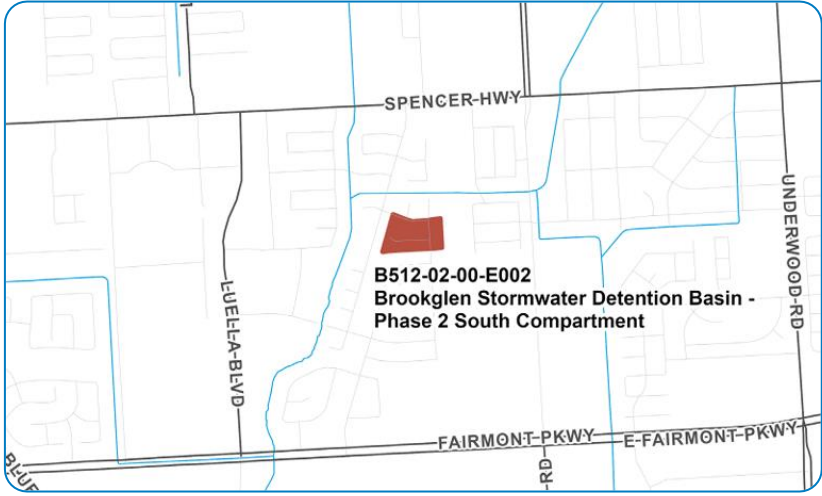 SPENCER HWY
B512-02-00-E002
Brookglen Stormwater Detention Basin -
Phase 2 South Compartment
UNDERWOOD RD
LUELLA BLVD
FAIRMONT PKWY
E FAIRMONT PKWY
RD